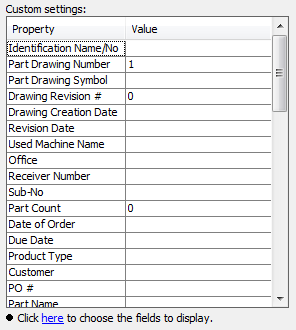 Custom settings:
Property Value
Identification Name/No
Part Drawing Number 1
Part Drawing Symbol
Drawing Revision # 0
Drawing Creation Date
Revision Date
Used Machine Name
Office
Receiver Number
Sub-No
Part Count 0
Date of Order
Due Date
Product Type
Customer
PO #
Part Name
● Click here to choose the fields to display.